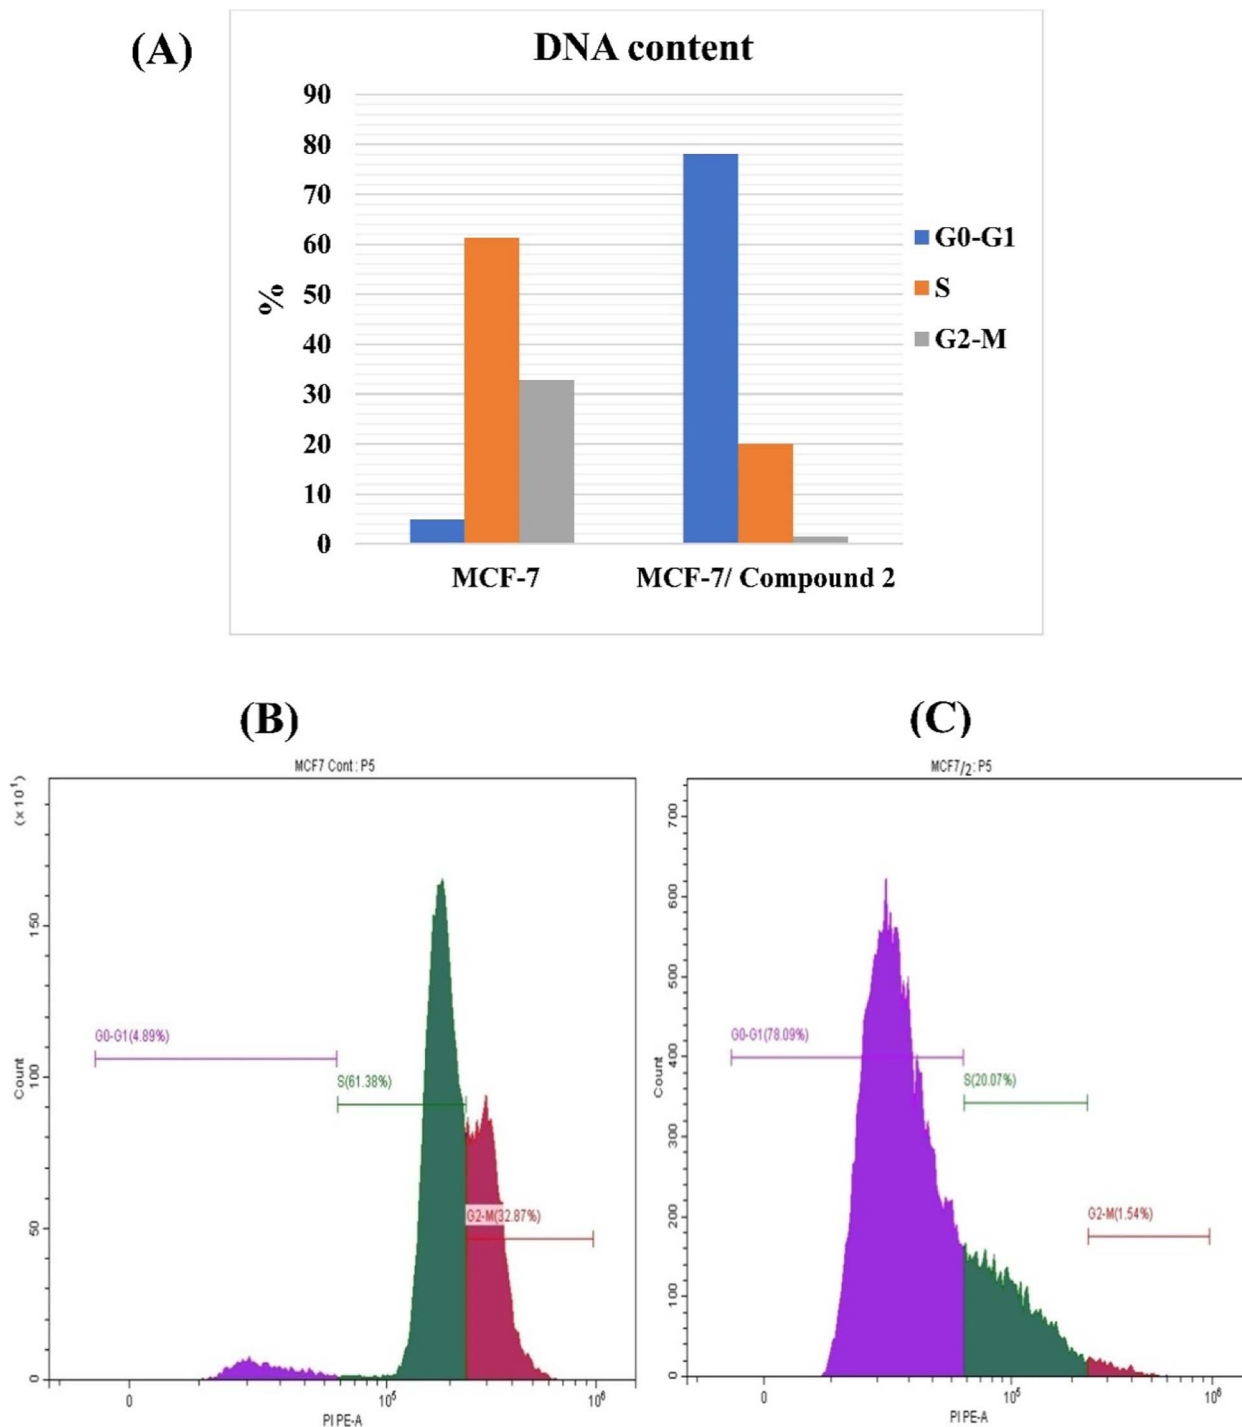 (A)
DNA content
90
80
70
60
50
40
30
20
10
0
%
MCF-7
MCF-7/ Compound 2
G0-G1
S
G2-M
(B)
MCF7 Cont: P5
(× 10¹)
Count
150
100
50
0
G0-G1(4.89%)
S(61.38%)
G2-M(32.87%)
0
10⁵
10⁶
PI PE-A
(C)
MCF7/2: P5
Count
700
600
500
400
300
200
100
0
G0-G1(78.09%)
S(20.07%)
G2-M(1.54%)
0
10⁵
10⁶
PI PE-A